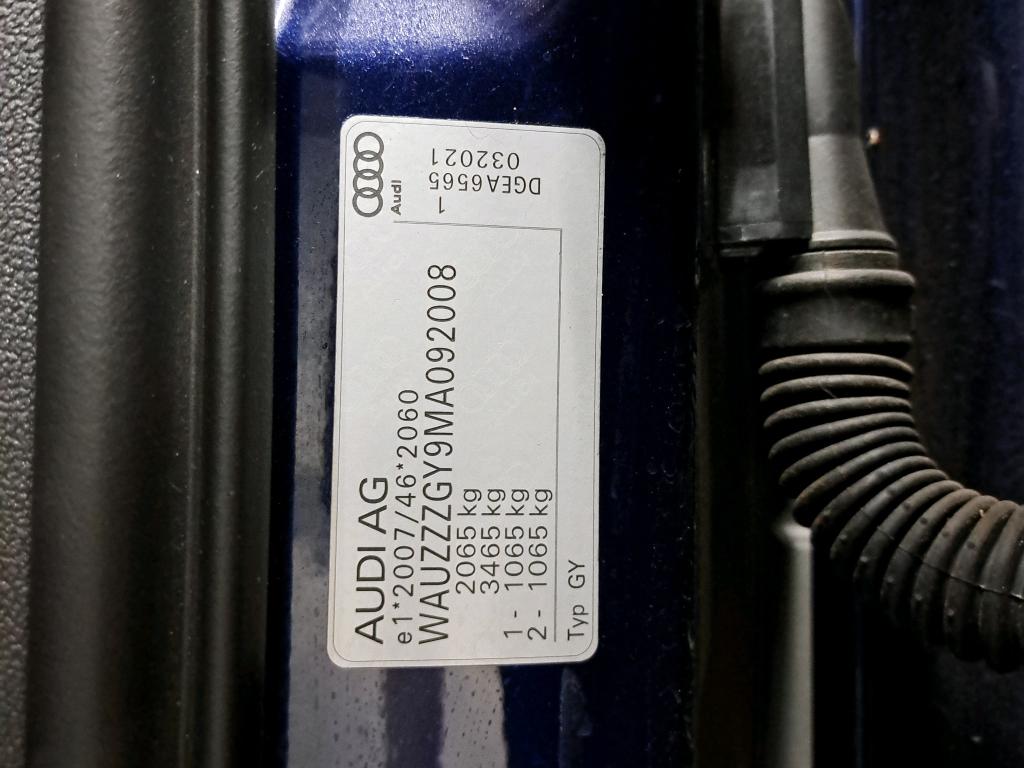 AUDI AG
e1*2007/46*2060
WAUZZZGY9MA092008
2065 kg
3465 kg
1 - 1065 kg
2 - 1065 kg
Typ GY
Audi
1
DGEA6565
032021